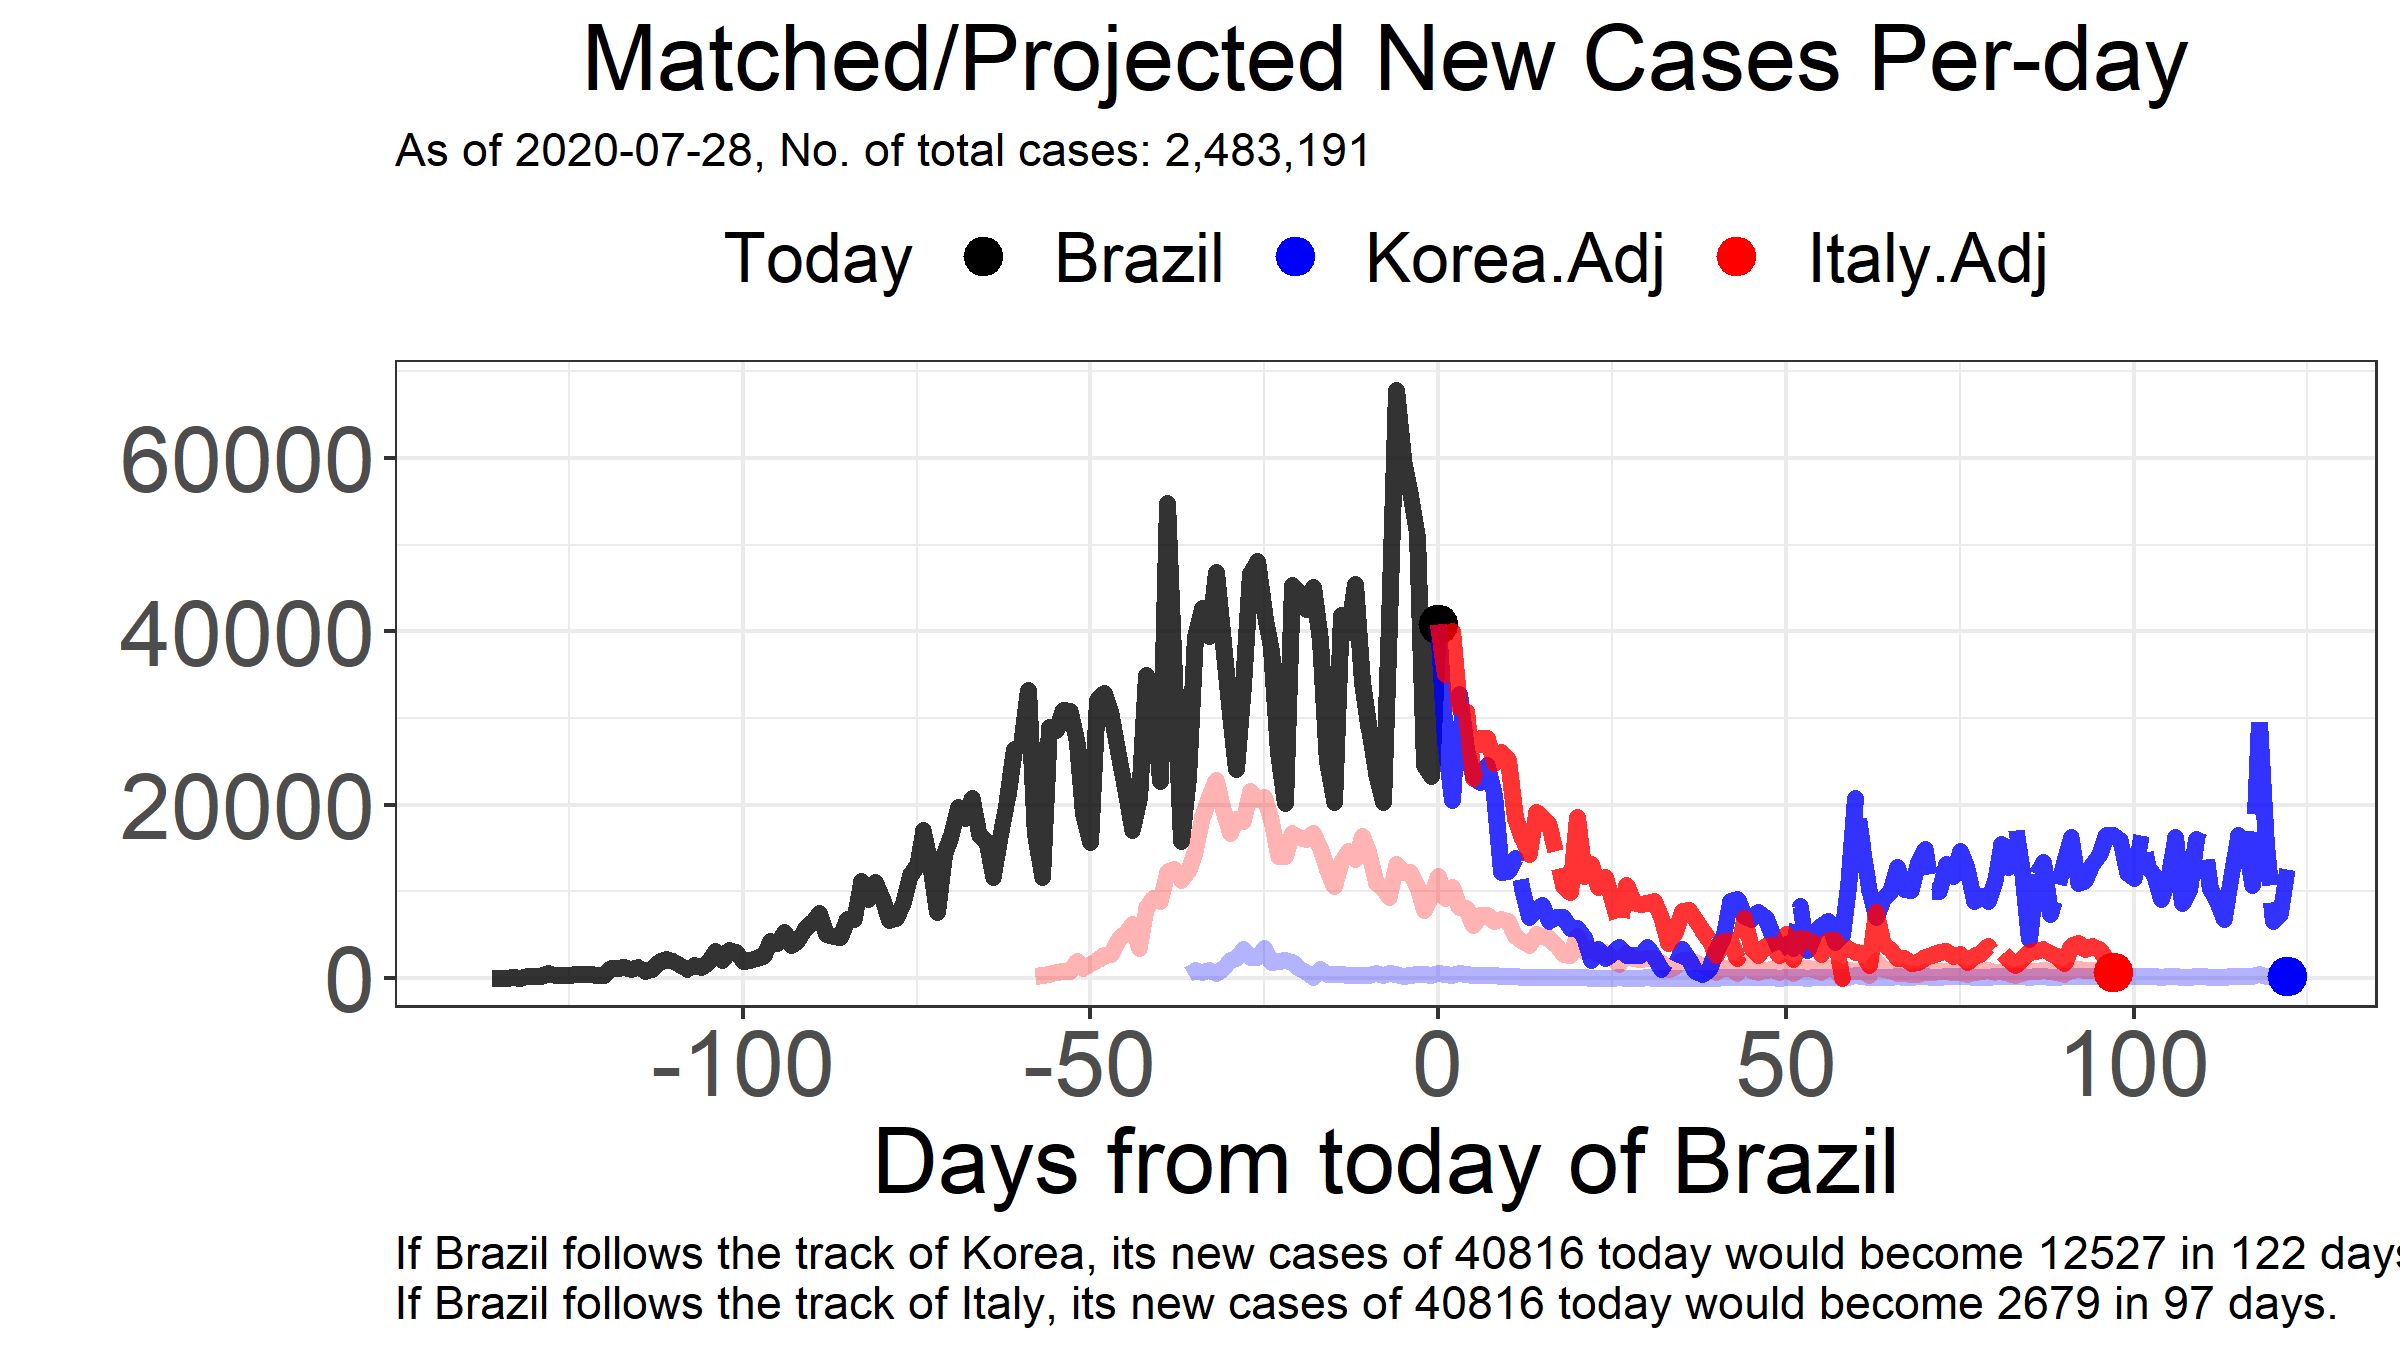 Matched/Projected New Cases Per-day
As of 2020-07-28, No. of total cases: 2,483,191
Today Brazil Korea.Adj Italy.Adj
60000
40000
20000
0
-100 -50 0 50 100
Days from today of Brazil
If Brazil follows the track of Korea, its new cases of 40816 today would become 12527 in 122 days
If Brazil follows the track of Italy, its new cases of 40816 today would become 2679 in 97 days.